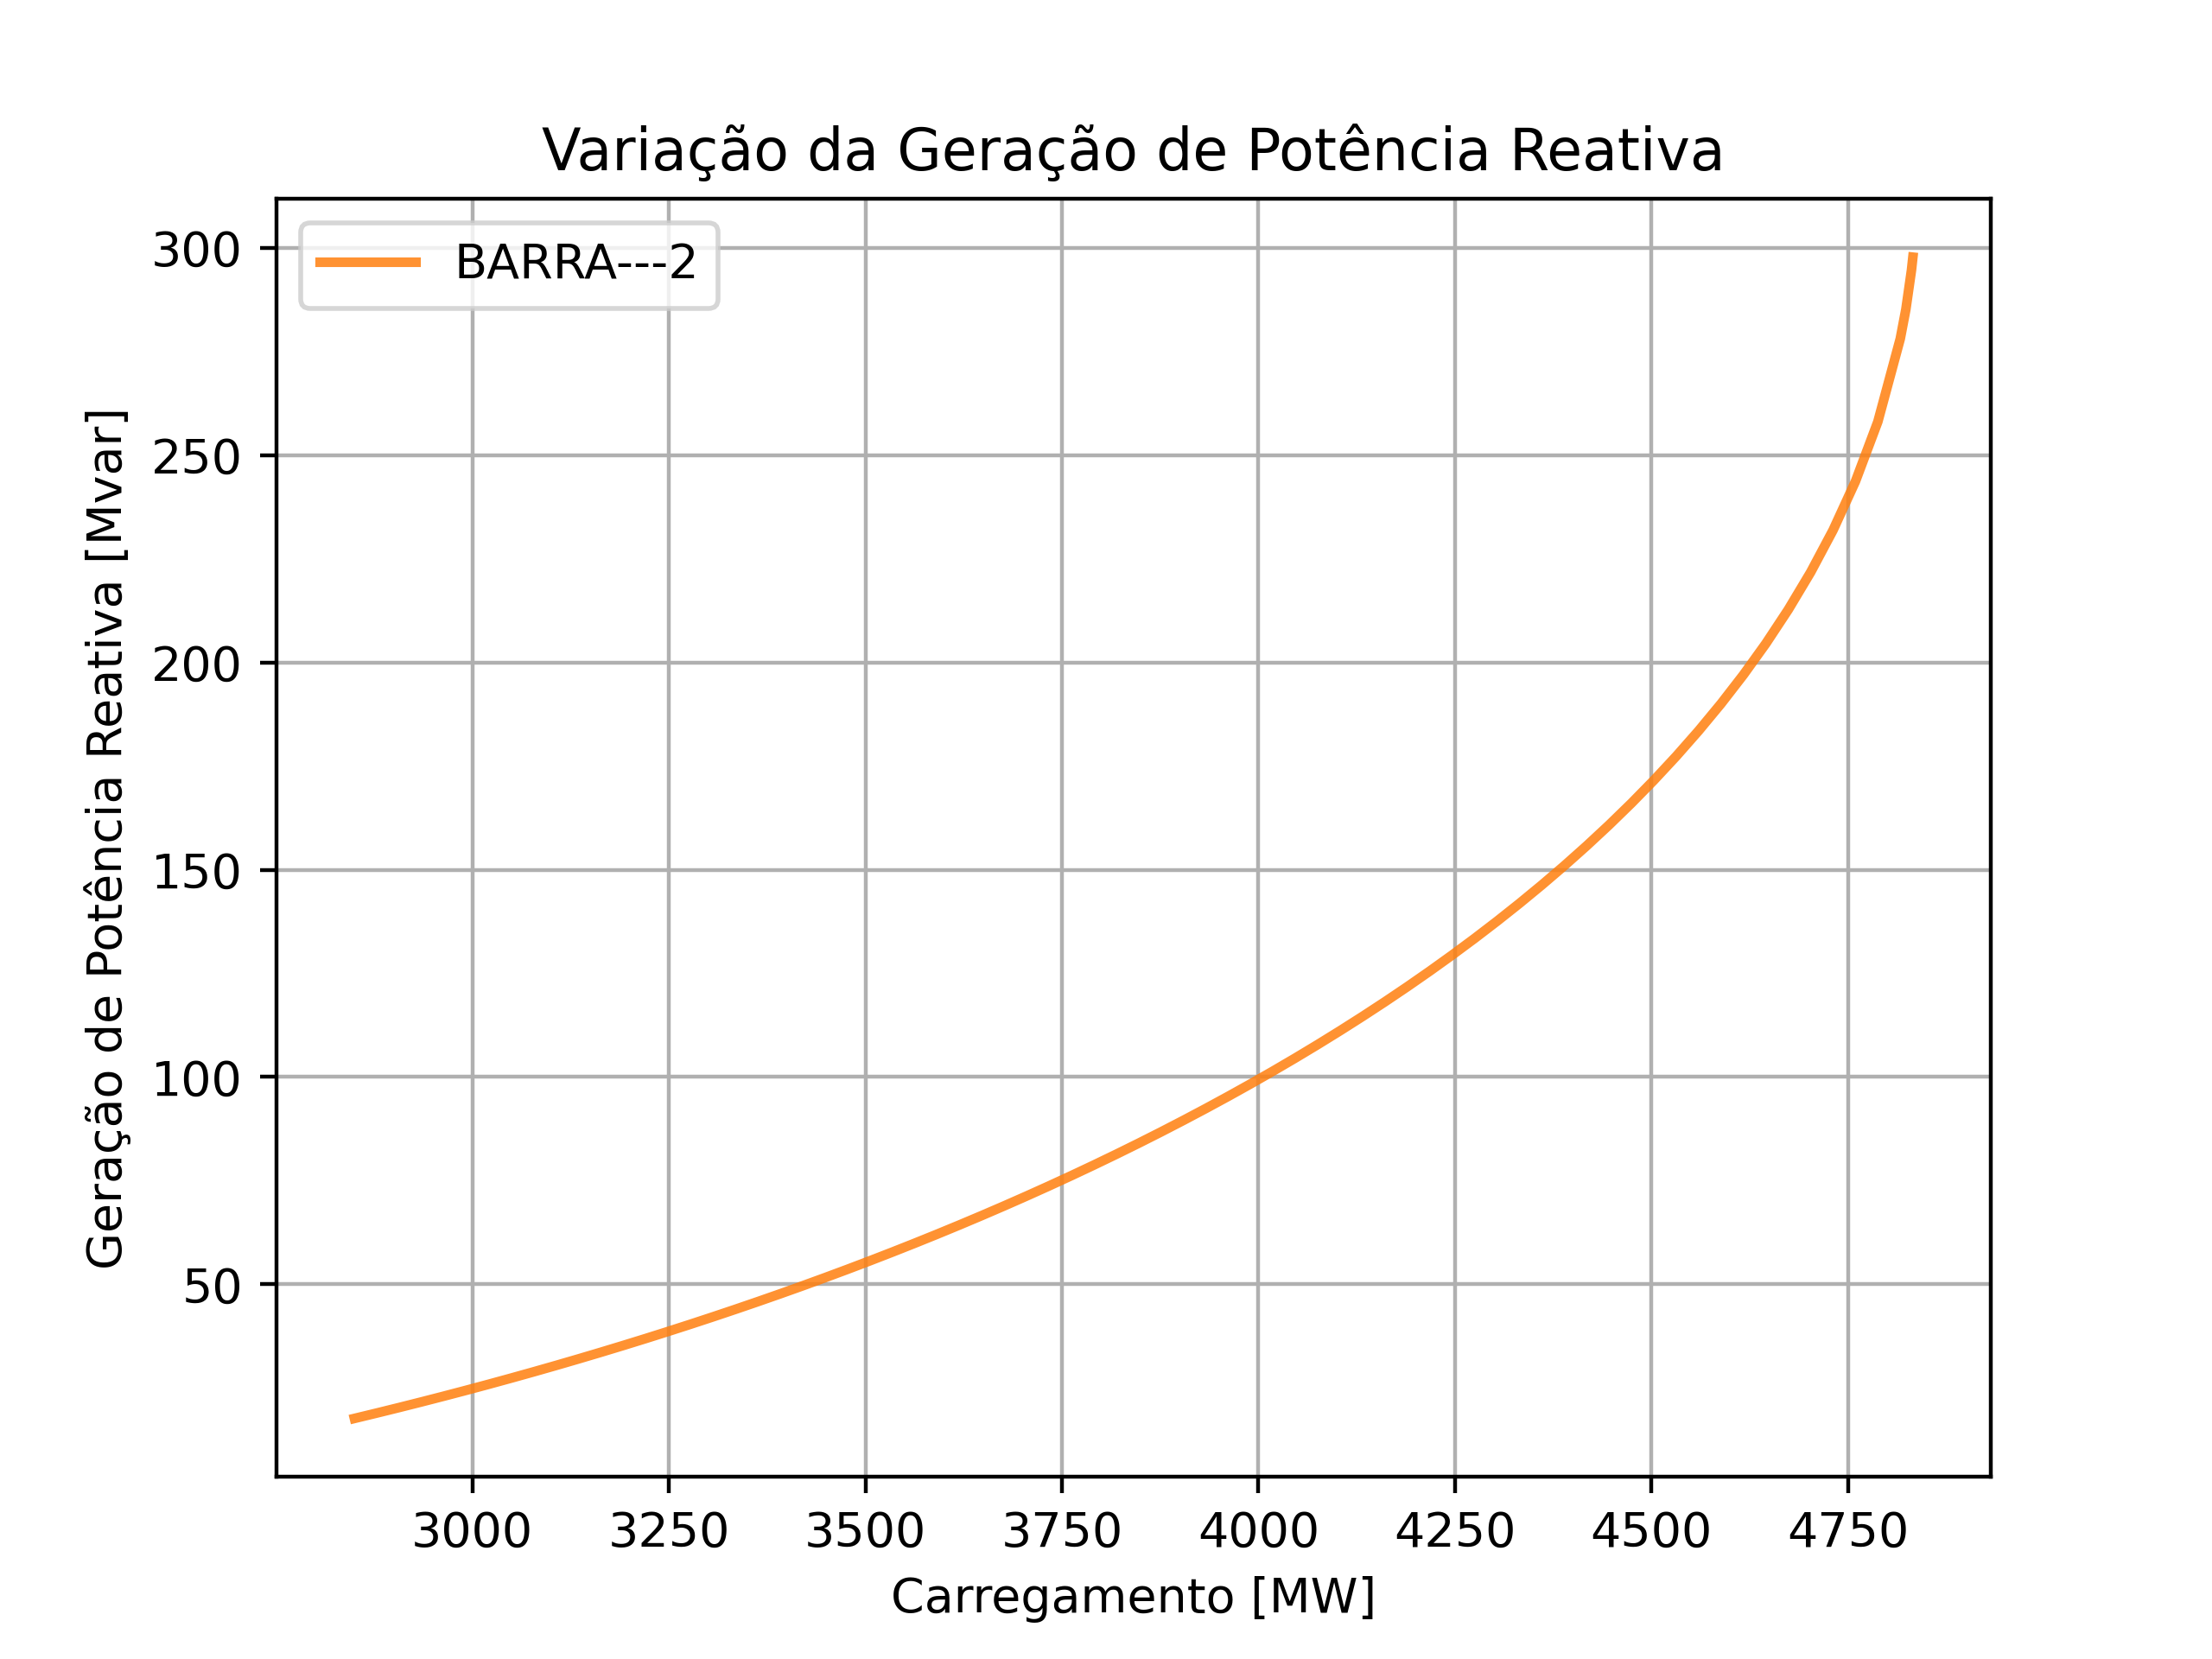 Variação da Geração de Potência Reativa
BARRA---2
Geração de Potência Reativa [Mvar]
300
250
200
150
100
50
3000 3250 3500 3750 4000 4250 4500 4750
Carregamento [MW]